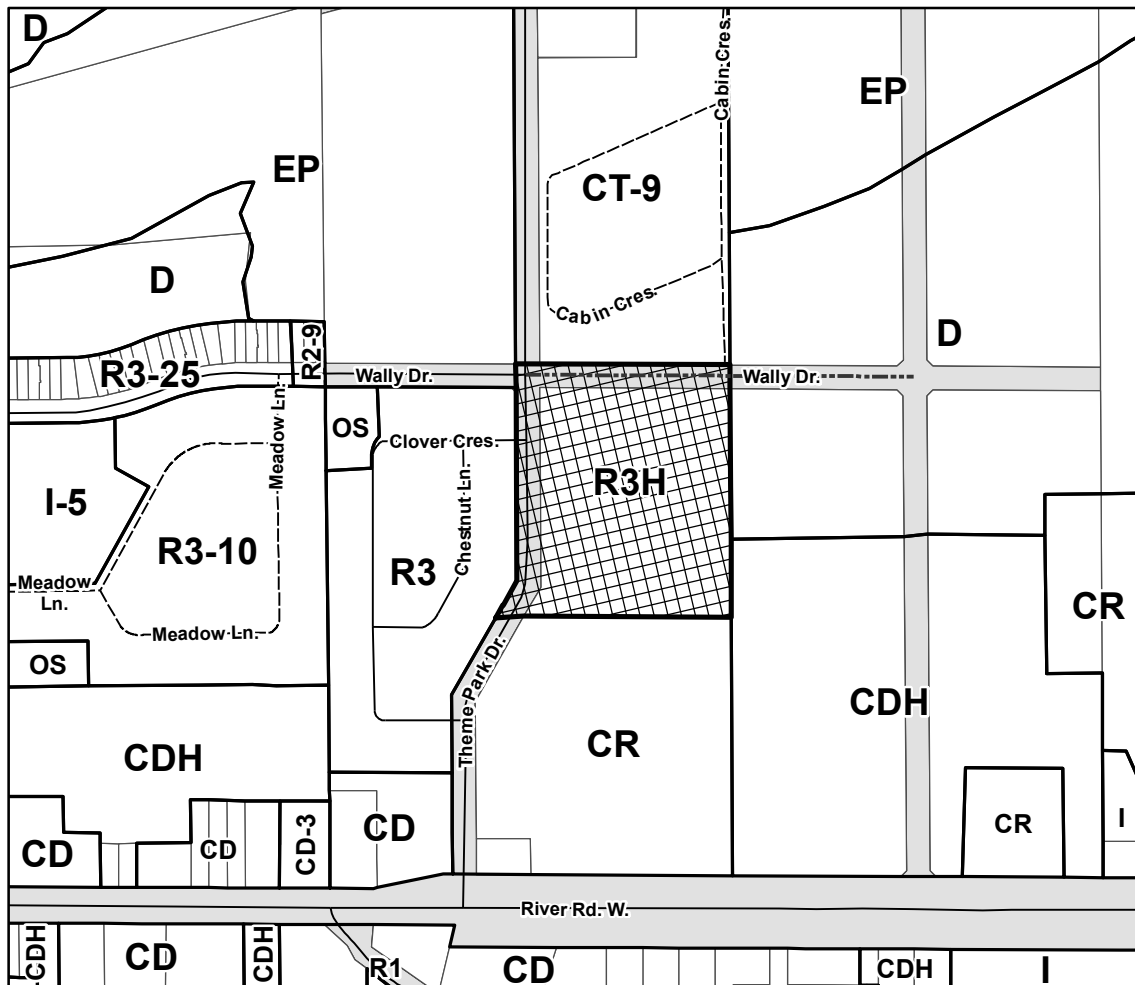 D
Cabin Cres.
EP
EP
CT-9
D
Cabin Cres.
D
R2-9
R3-25
Wally Dr.
Wally Dr.
Meadow Ln.
OS
Clover Cres.
R3H
I-5
Chestnut Ln.
R3-10
R3
Meadow
Ln.
CR
Meadow Ln.
OS
Theme Park Dr.
CDH
CR
CDH
CD
CD
CD-3
CD
CR
I
River Rd. W.
CDH
CD
CDH
R1
CD
CDH
I